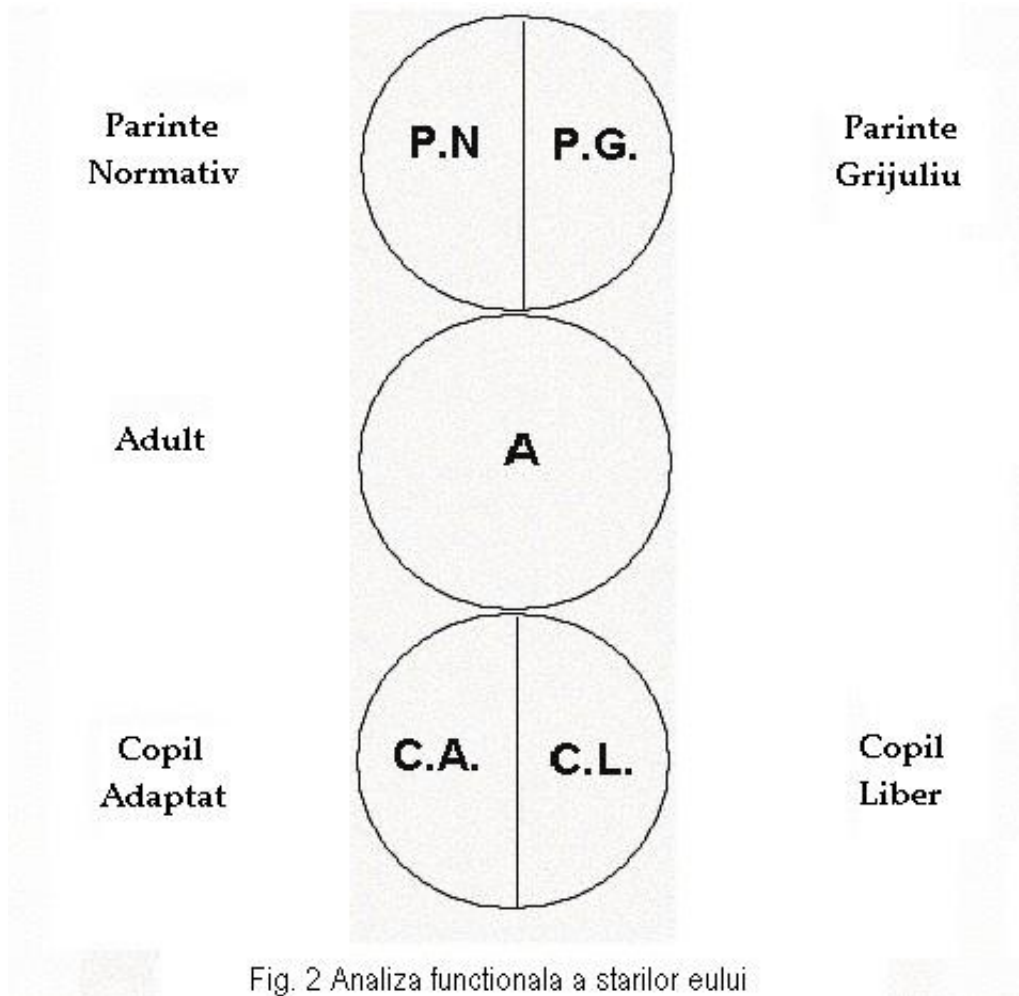 Parinte
Normativ
P.N
P.G.
Parinte
Grijuliu
Adult
A
Copil
Adaptat
C.A.
C.L.
Copil
Liber
Fig. 2 Analiza functionala a starilor eului